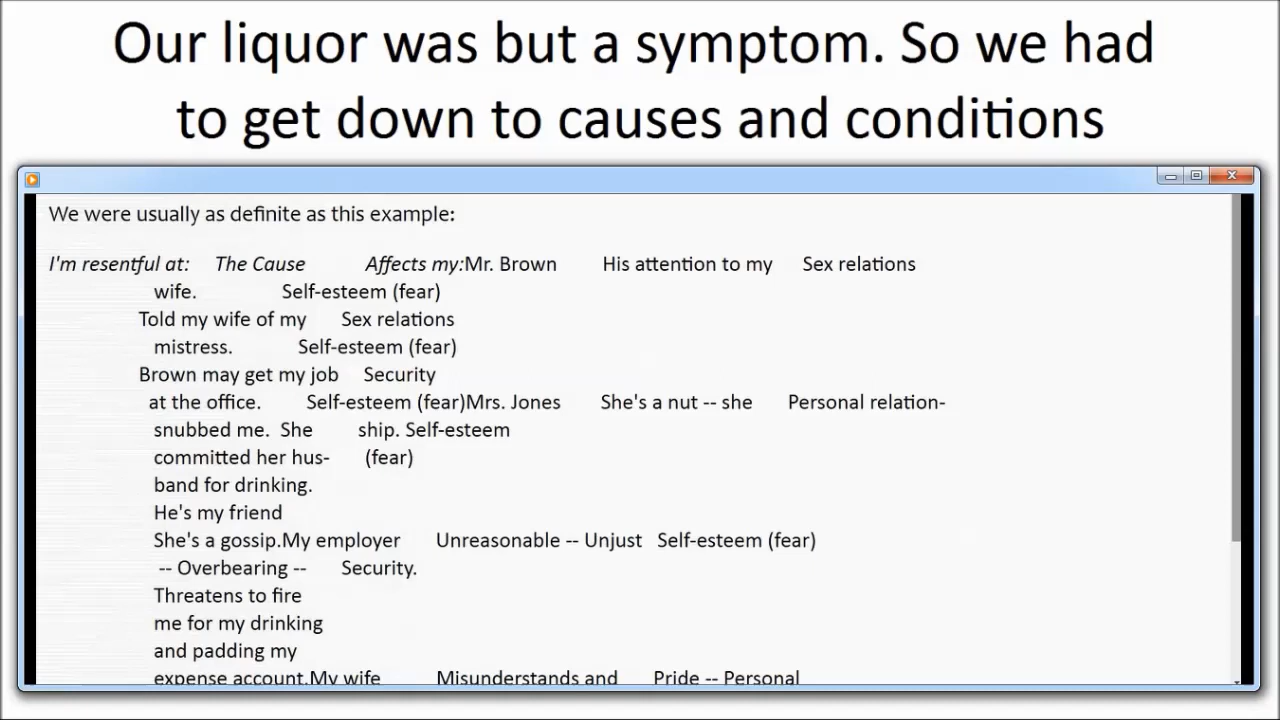 Our liquor was but a symptom. So we had
to get down to causes and conditions
We were usually as definite as this example:
I'm resentful at: The Cause Affects my:Mr. Brown His attention to my Sex relations
wife. Self-esteem (fear)
Told my wife of my Sex relations
mistress. Self-esteem (fear)
Brown may get my job Security
at the office. Self-esteem (fear)Mrs. Jones She's a nut -- she Personal relation-
snubbed me. She ship. Self-esteem
committed her hus- (fear)
band for drinking.
He's my friend
She's a gossip.My employer Unreasonable -- Unjust Self-esteem (fear)
-- Overbearing -- Security.
Threatens to fire
me for my drinking
and padding my
expense account.My wife Misunderstands and Pride -- Personal